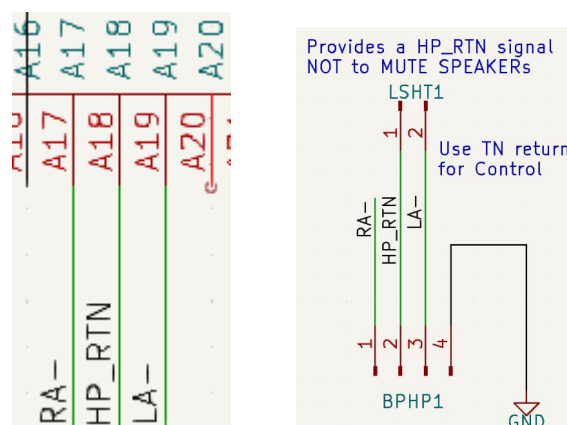 A16 A17 A18 A19 A20
A17 A18 A19 A20
RA-
HP_RTN
LA-
Provides a HP_RTN signal
NOT to MUTE SPEAKERs
LSHT1
1 2
Use TN return
for Control
RA-
HP_RTN
LA-
1 2 3 4
BPHP1
GND